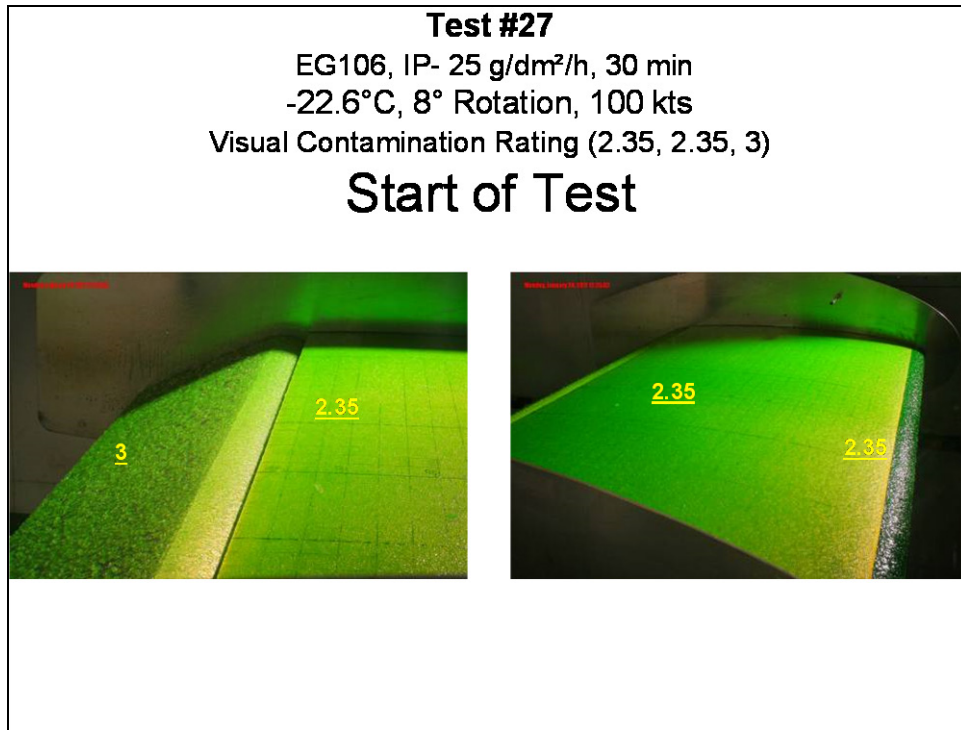 Test #27
EG106, IP- 25 g/dm²/h, 30 min
-22.6°C, 8° Rotation, 100 kts
Visual Contamination Rating (2.35, 2.35, 3)
Start of Test
3
2.35
2.35
2.35